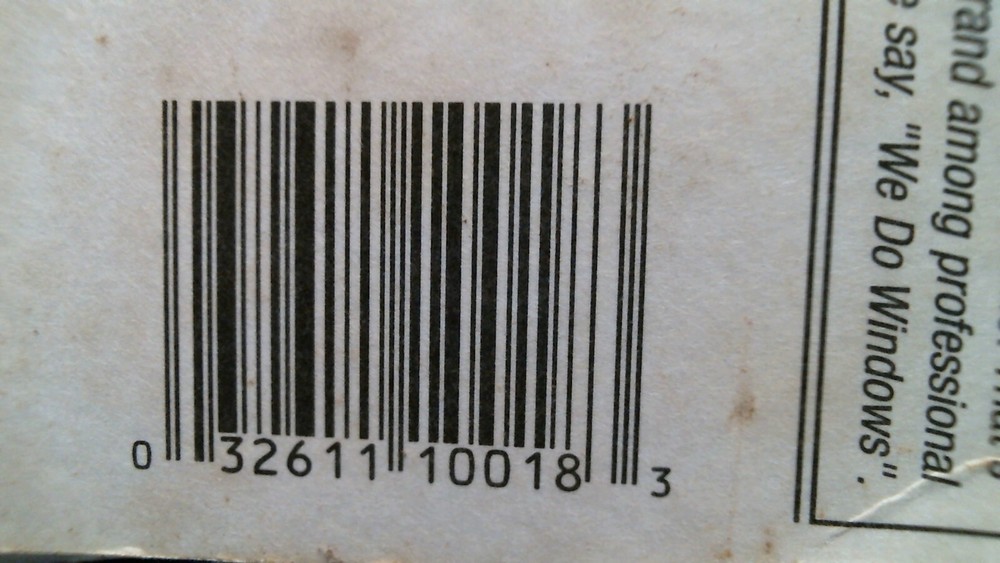 0 32611 10018 3
rand among professional
e say, "We Do Windows".